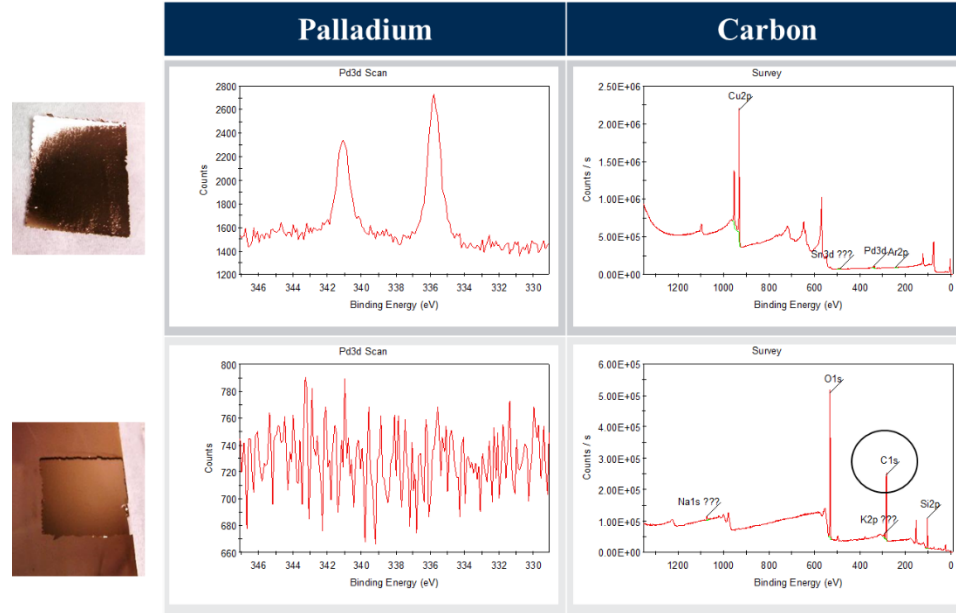 Palladium
Carbon
Pd3d Scan
Counts
2800
2600
2400
2200
2000
1800
1600
1400
1200
346 344 342 340 338 336 334 332 330
Binding Energy (eV)
Survey
Counts / s
2.50E+06
2.00E+06
1.50E+06
1.00E+06
5.00E+05
0.00E+00
Cu2p
Sn3d ???
Pd3d
Ar2p
1200 1000 800 600 400 200 0
Binding Energy (eV)
Pd3d Scan
Counts
800
780
760
740
720
700
680
660
346 344 342 340 338 336 334 332 330
Binding Energy (eV)
Survey
Counts / s
6.00E+05
5.00E+05
4.00E+05
3.00E+05
2.00E+05
1.00E+05
0.00E+00
O1s
C1s
Na1s ???
K2p ???
Si2p
1200 1000 800 600 400 200 0
Binding Energy (eV)